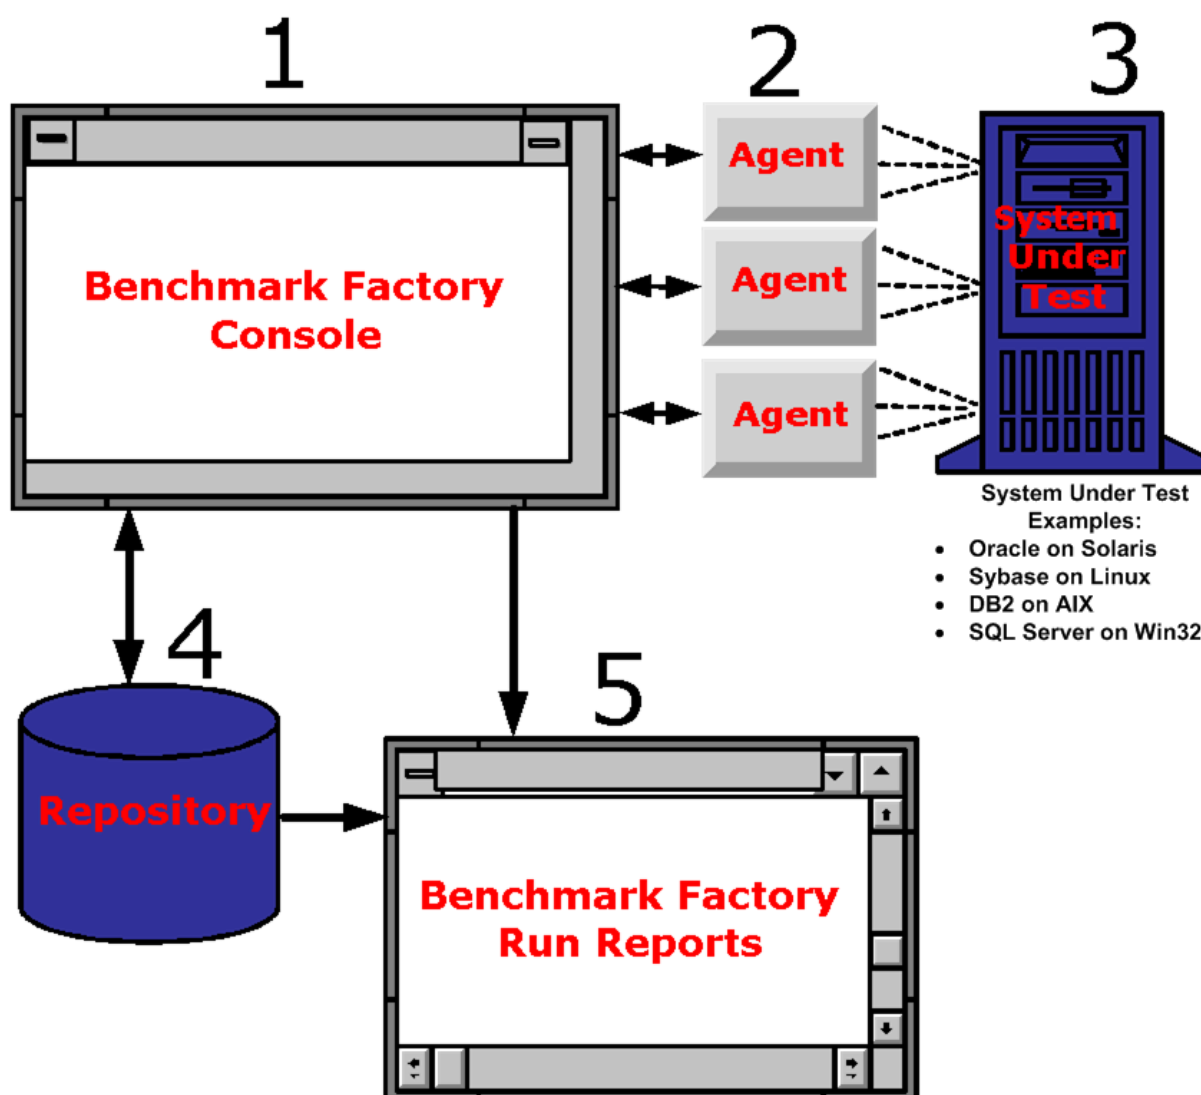 1
2
3
Benchmark Factory
Console
Agent
Agent
Agent
System
Under
Test
System Under Test
Examples:
• Oracle on Solaris
• Sybase on Linux
• DB2 on AIX
• SQL Server on Win32
4
Repository
5
Benchmark Factory
Run Reports